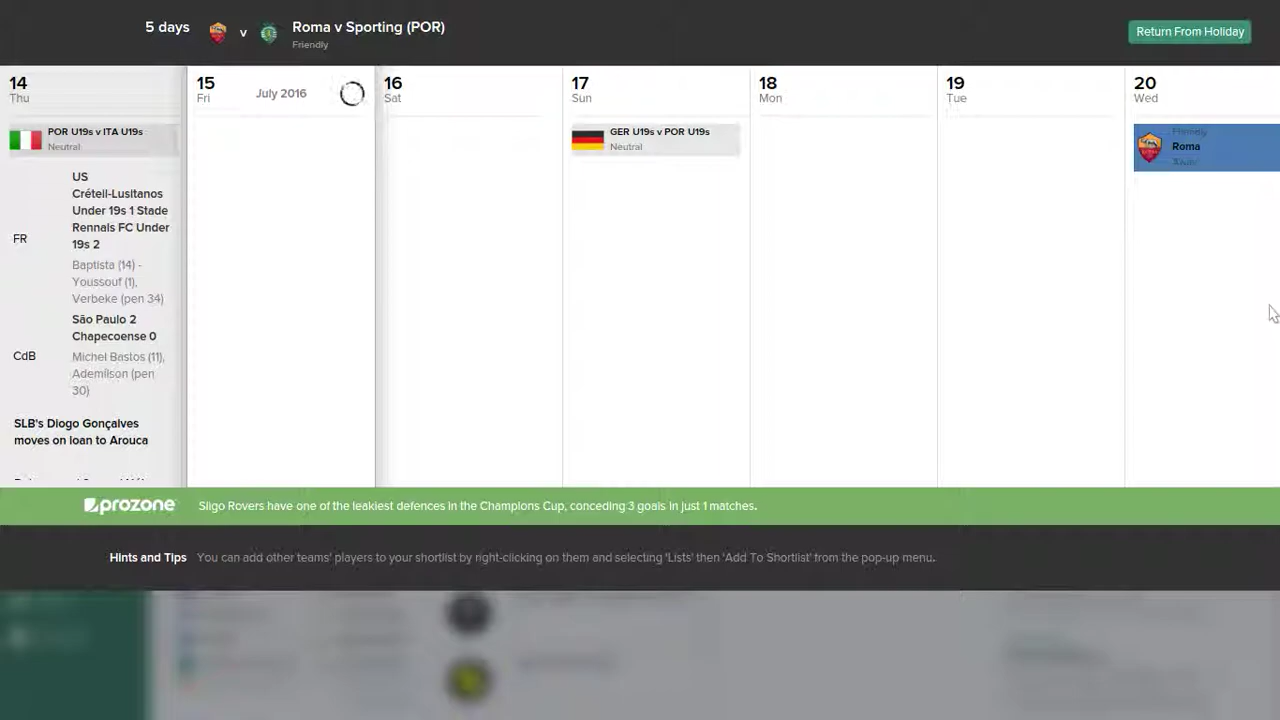 5 days
v
Roma v Sporting (POR)
Friendly
Return From Holiday
14
Thu
15
Fri
July 2016
16
Sat
17
Sun
18
Mon
19
Tue
20
Wed
POR U19s v ITA U19s
Neutral
GER U19s v POR U19s
Neutral
Friendly
Roma
FR
US
Créteil-Lusitanos
Under 19s 1 Stade
Rennais FC Under
19s 2
Baptista (14) -
Youssouf (1),
Verbeke (pen 34)
CdB
São Paulo 2
Chapecoense 0
Michel Bastos (11),
Ademilson (pen
30)
SLB's Diogo Gonçalves
moves on loan to Arouca
prozone
Sligo Rovers have one of the leakiest defences in the Champions Cup, conceding 3 goals in just 1 matches.
Hints and Tips
You can add other teams' players to your shortlist by right-clicking on them and selecting 'Lists' then 'Add To Shortlist' from the pop-up menu.